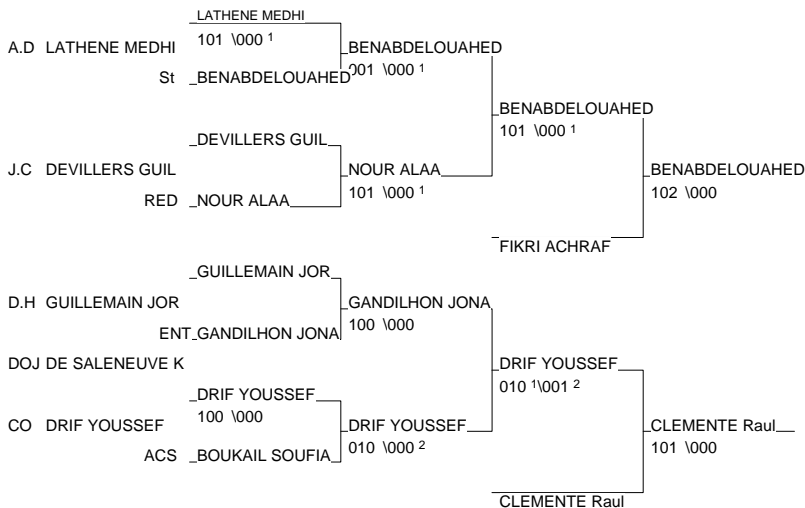 LATHENE MEDHI
A.D LATHENE MEDHI 101 \000 1 BENABDELOUAHED
St BENABDELOUAHED 001 \000 1
BENABDELOUAHED
101 \000 1
DEVILLERS GUIL
J.C DEVILLERS GUIL NOUR ALAA BENABDELOUAHED
101 \000 1 102 \000
RED NOUR ALAA
FIKRI ACHRAF
GUILLEMAIN JOR
D.H GUILLEMAIN JOR GANDILHON JONA
100 \000
ENT GANDILHON JONA
DOJ DE SALENEUVE K DRIF YOUSSEF
010 1\001 2
DRIF YOUSSEF
CO DRIF YOUSSEF 100 \000 DRIF YOUSSEF CLEMENTE Raul
010 \000 2 101 \000
ACS BOUKAIL SOUFIA
CLEMENTE Raul